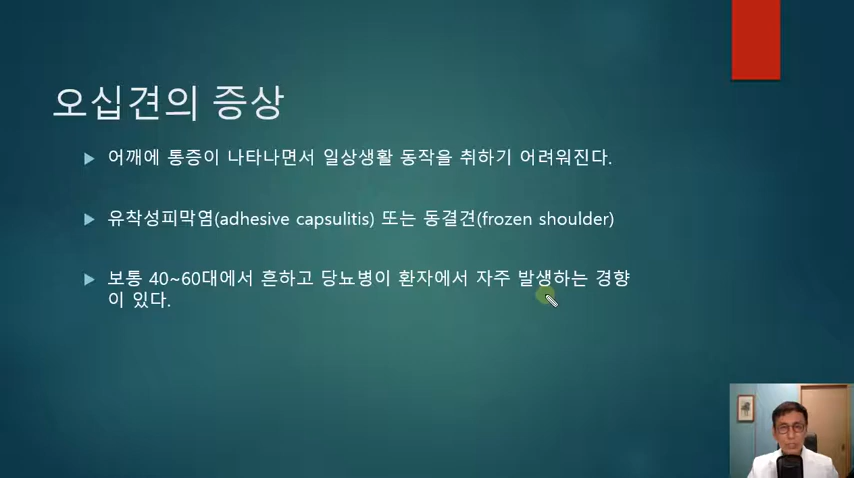 오십견의 증상
어깨에 통증이 나타나면서 일상생활 동작을 취하기 어려워진다.
유착성피막염(adhesive capsulitis) 또는 동결견(frozen shoulder)
보통 40~60대에서 흔하고 당뇨병이 환자에서 자주 발생하는 경향
이 있다.